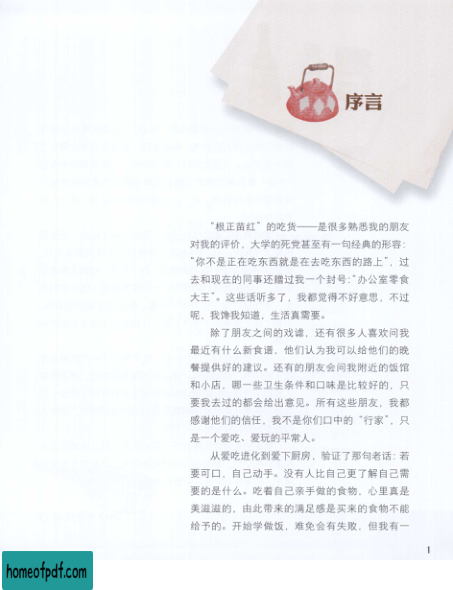 序言
“根正苗红”的吃货——是很多熟悉我的朋友
对我的评价，大学的死党甚至有一句经典的形容：
“你不是正在吃东西就是在去吃东西的路上”，过
去和现在的同事还赠过我一个封号：“办公室零食
大王”。这些话听多了，我都觉得不好意思，不过
呢，我馋我知道，生活真需要。
除了朋友之间的戏谑，还有很多人喜欢问我
最近有什么新食谱，他们认为我可以给他们的晚
餐提供好的建议。还有的朋友会问我附近的饭馆
和小店，哪一些卫生条件和口味是比较好的，只
要我去过的都会给出意见。所有这些朋友，我都
感谢他们的信任，我不是你们口中的“行家”，只
是一个爱吃、爱玩的平常人。
从爱吃进化到爱下厨房，验证了那句老话：若
要可口，自己动手。没有人比自己更了解自己需
要的是什么。吃着自己亲手做的食物，心里真是
美滋滋的，由此带来的满足感是买来的食物不能
给予的。开始学做饭，难免会有失败，但我有一
1
homeofpdf.com